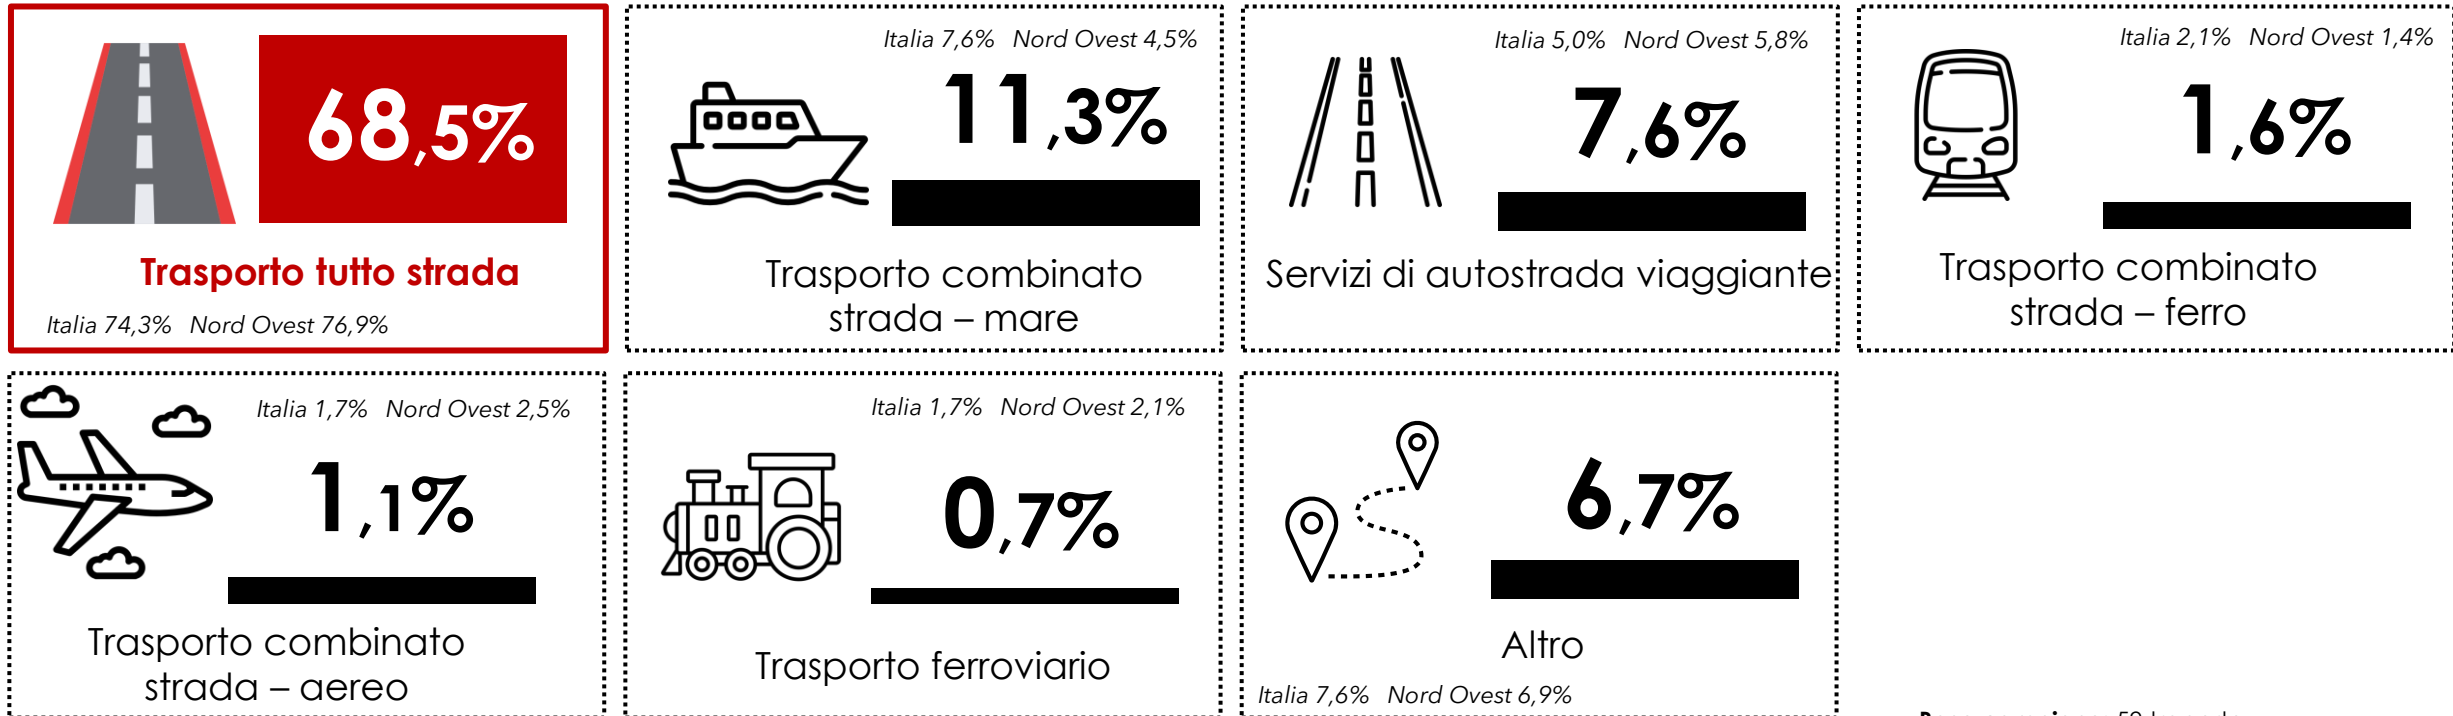 68,5%
Trasporto tutto strada
Italia 74,3% Nord Ovest 76,9%
Italia 7,6% Nord Ovest 4,5%
11,3%
Trasporto combinato
strada – mare
Italia 5,0% Nord Ovest 5,8%
7,6%
Servizi di autostrada viaggiante
Italia 2,1% Nord Ovest 1,4%
1,6%
Trasporto combinato
strada – ferro
Italia 1,7% Nord Ovest 2,5%
1,1%
Trasporto combinato
strada – aereo
Italia 1,7% Nord Ovest 2,1%
0,7%
Trasporto ferroviario
6,7%
Altro
Italia 7,6% Nord Ovest 6,9%